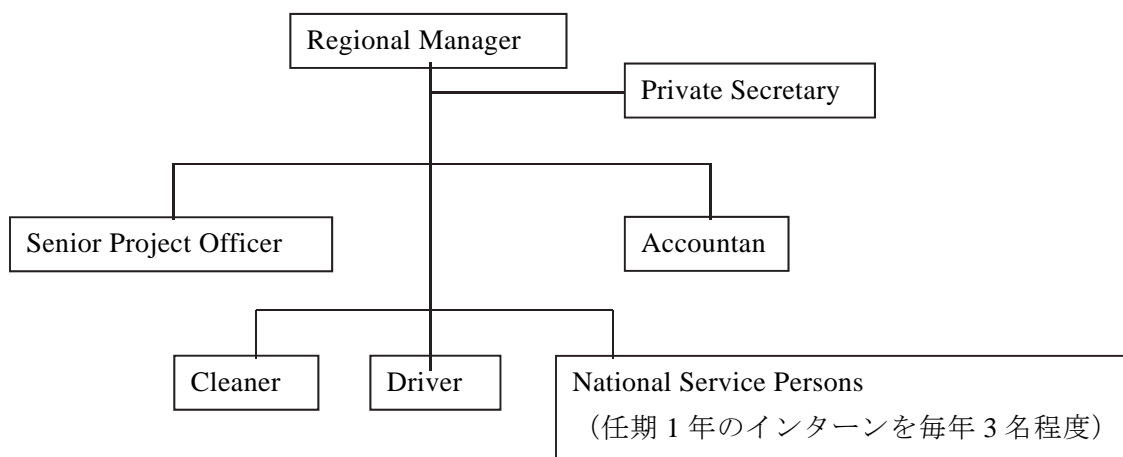 Regional Manager
Private Secretary
Senior Project Officer
Accountan
Cleaner
Driver
National Service Persons
（任期 1 年のインターンを毎年 3 名程度）